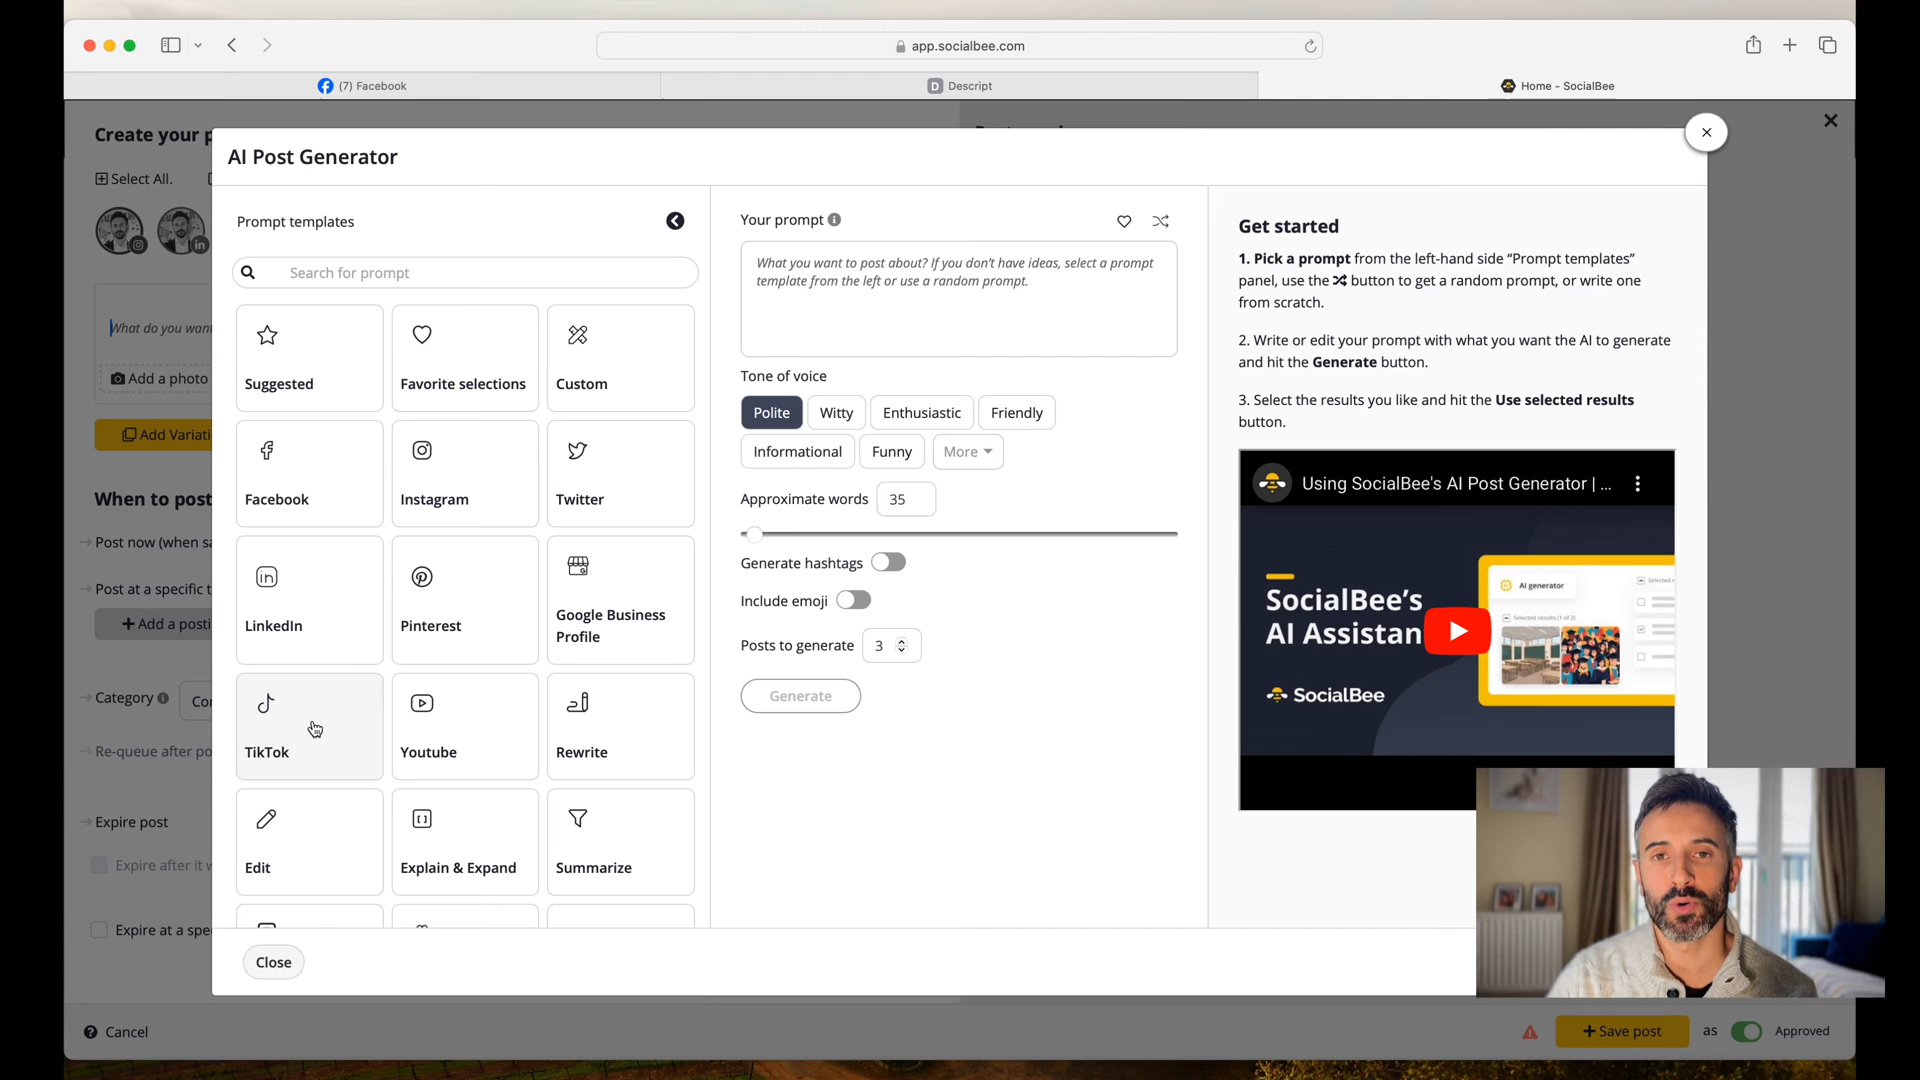 app.socialbee.com
(7) Facebook
D Descript
Home - SocialBee
Create your p
Select All.
What do you want
Add a photo
Add Variati
When to post
Post now (when sa
Post at a specific t
Add a posti
Category
Con
Re-queue after po
Expire post
Expire after it w
Expire at a spe
Cancel
AI Post Generator
Prompt templates
Search for prompt
Suggested
Favorite selections
Custom
Facebook
Instagram
Twitter
LinkedIn
Pinterest
Google Business
Profile
TikTok
Youtube
Rewrite
Edit
Explain & Expand
Summarize
Close
Your prompt
What you want to post about? If you don't have ideas, select a prompt
template from the left or use a random prompt.
Tone of voice
Polite
Witty
Enthusiastic
Friendly
Informational
Funny
More
Approximate words 35
Generate hashtags
Include emoji
Posts to generate 3
Generate
Get started
1. Pick a prompt from the left-hand side “Prompt templates”
panel, use the button to get a random prompt, or write one
from scratch.
2. Write or edit your prompt with what you want the AI to generate
and hit the Generate button.
3. Select the results you like and hit the Use selected results
button.
Using SocialBee's AI Post Generator | ...
SocialBee's
AI Assistan
SocialBee
AI generator
Selected results (1 of 2)
Selected re
+ Save post
as
Approved